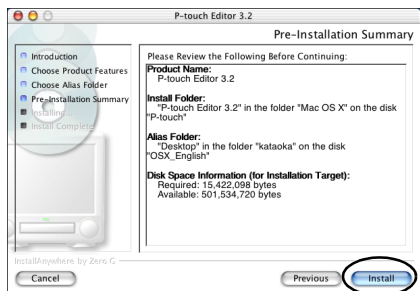 P-touch Editor 3.2
Pre-Installation Summary
Introduction
Choose Product Features
Choose Alias Folder
Pre-Installation Summary
Installing...
Install Complete
Please Review the Following Before Continuing:
Product Name:
P-touch Editor 3.2
Install Folder:
"P-touch Editor 3.2" in the folder "Mac OS X" on the disk
"P-touch"
Alias Folder:
"Desktop" in the folder "kataoka" on the disk
"OSX_English"
Disk Space Information (for Installation Target):
Required: 15,422,098 bytes
Available: 501,534,720 bytes
InstallAnywhere by Zero G
Cancel
Previous
Install